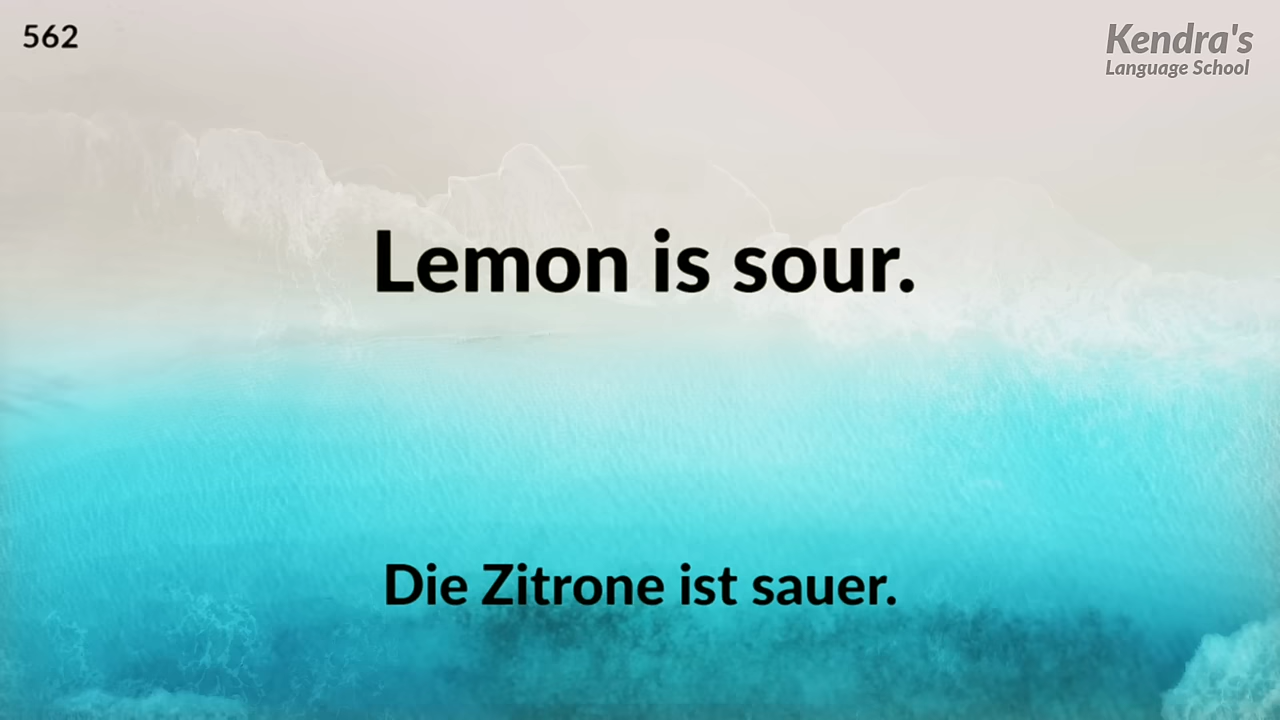 562
Kendra's
Language School
Lemon is sour.
Die Zitrone ist sauer.